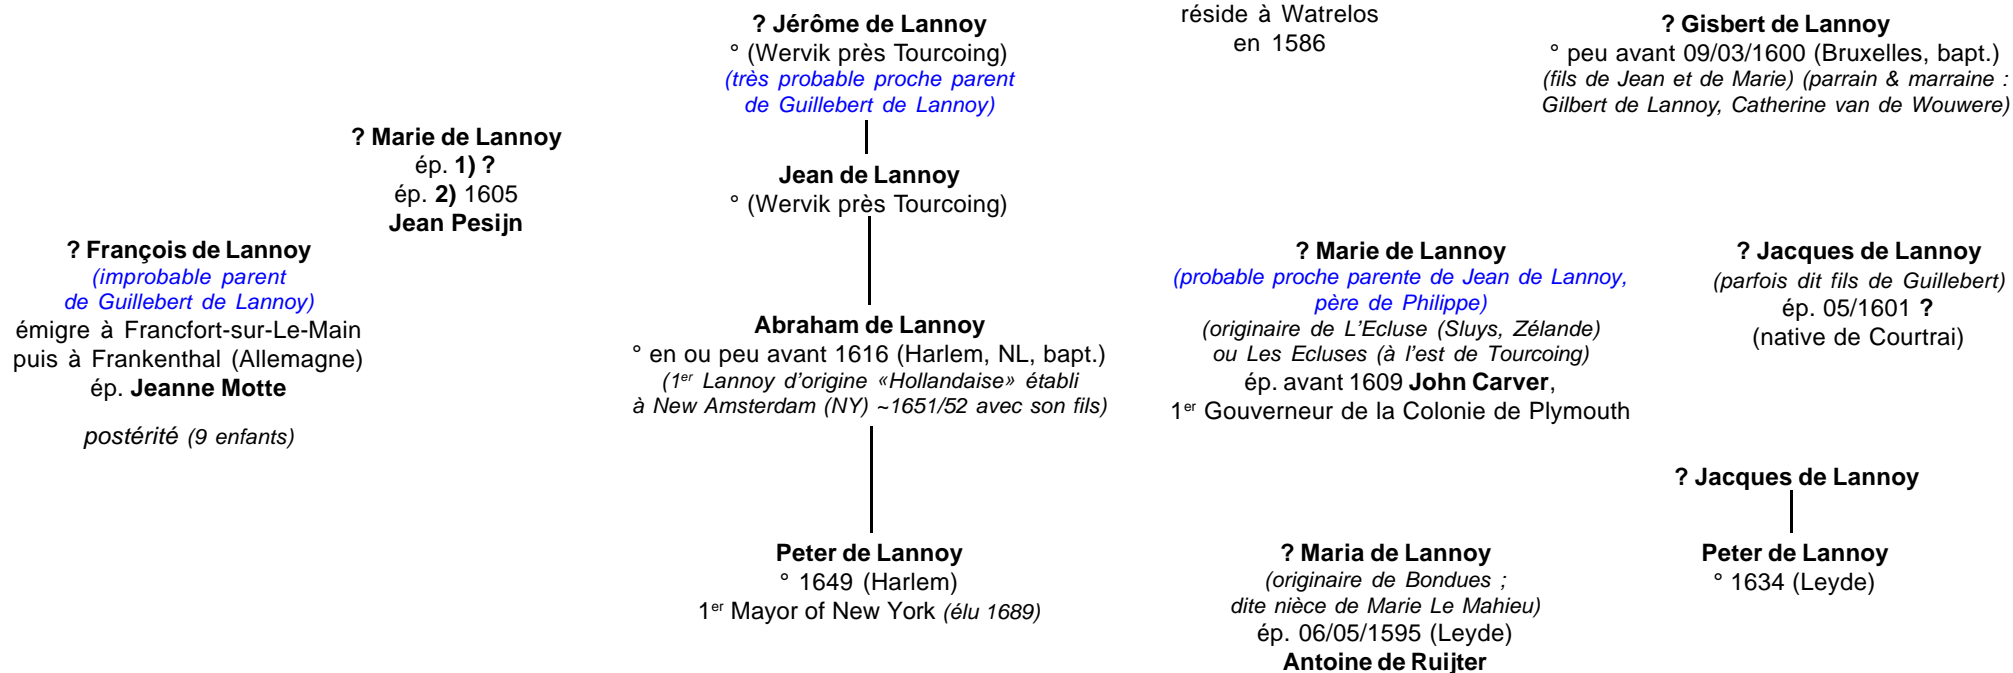 réside à Watrelos
en 1586
? Jérôme de Lannoy
° (Wervik près Tourcoing)
(très probable proche parent
de Guillebert de Lannoy)
? Gisbert de Lannoy
° peu avant 09/03/1600 (Bruxelles, bapt.)
(fils de Jean et de Marie) (parrain & marraine :
Gilbert de Lannoy, Catherine van de Wouwere)
? Marie de Lannoy
ép. 1) ?
ép. 2) 1605
Jean Pesijn
Jean de Lannoy
° (Wervik près Tourcoing)
? François de Lannoy
(improbable parent
de Guillebert de Lannoy)
émigre à Francfort-sur-Le-Main
puis à Frankenthal (Allemagne)
ép. Jeanne Motte
postérité (9 enfants)
? Marie de Lannoy
(probable proche parente de Jean de Lannoy,
père de Philippe)
(originaire de L'Ecluse (Sluys, Zélande)
ou Les Ecluses (à l'est de Tourcoing)
ép. avant 1609 John Carver,
1er Gouverneur de la Colonie de Plymouth
? Jacques de Lannoy
(parfois dit fils de Guillebert)
ép. 05/1601 ?
(native de Courtrai)
Abraham de Lannoy
° en ou peu avant 1616 (Harlem, NL, bapt.)
(1er Lannoy d'origine «Hollandaise» établi
à New Amsterdam (NY) ~1651/52 avec son fils)
? Jacques de Lannoy
Peter de Lannoy
° 1649 (Harlem)
1er Mayor of New York (élu 1689)
? Maria de Lannoy
(originaire de Bondues ;
dite nièce de Marie Le Mahieu)
ép. 06/05/1595 (Leyde)
Antoine de Ruijter
Peter de Lannoy
° 1634 (Leyde)